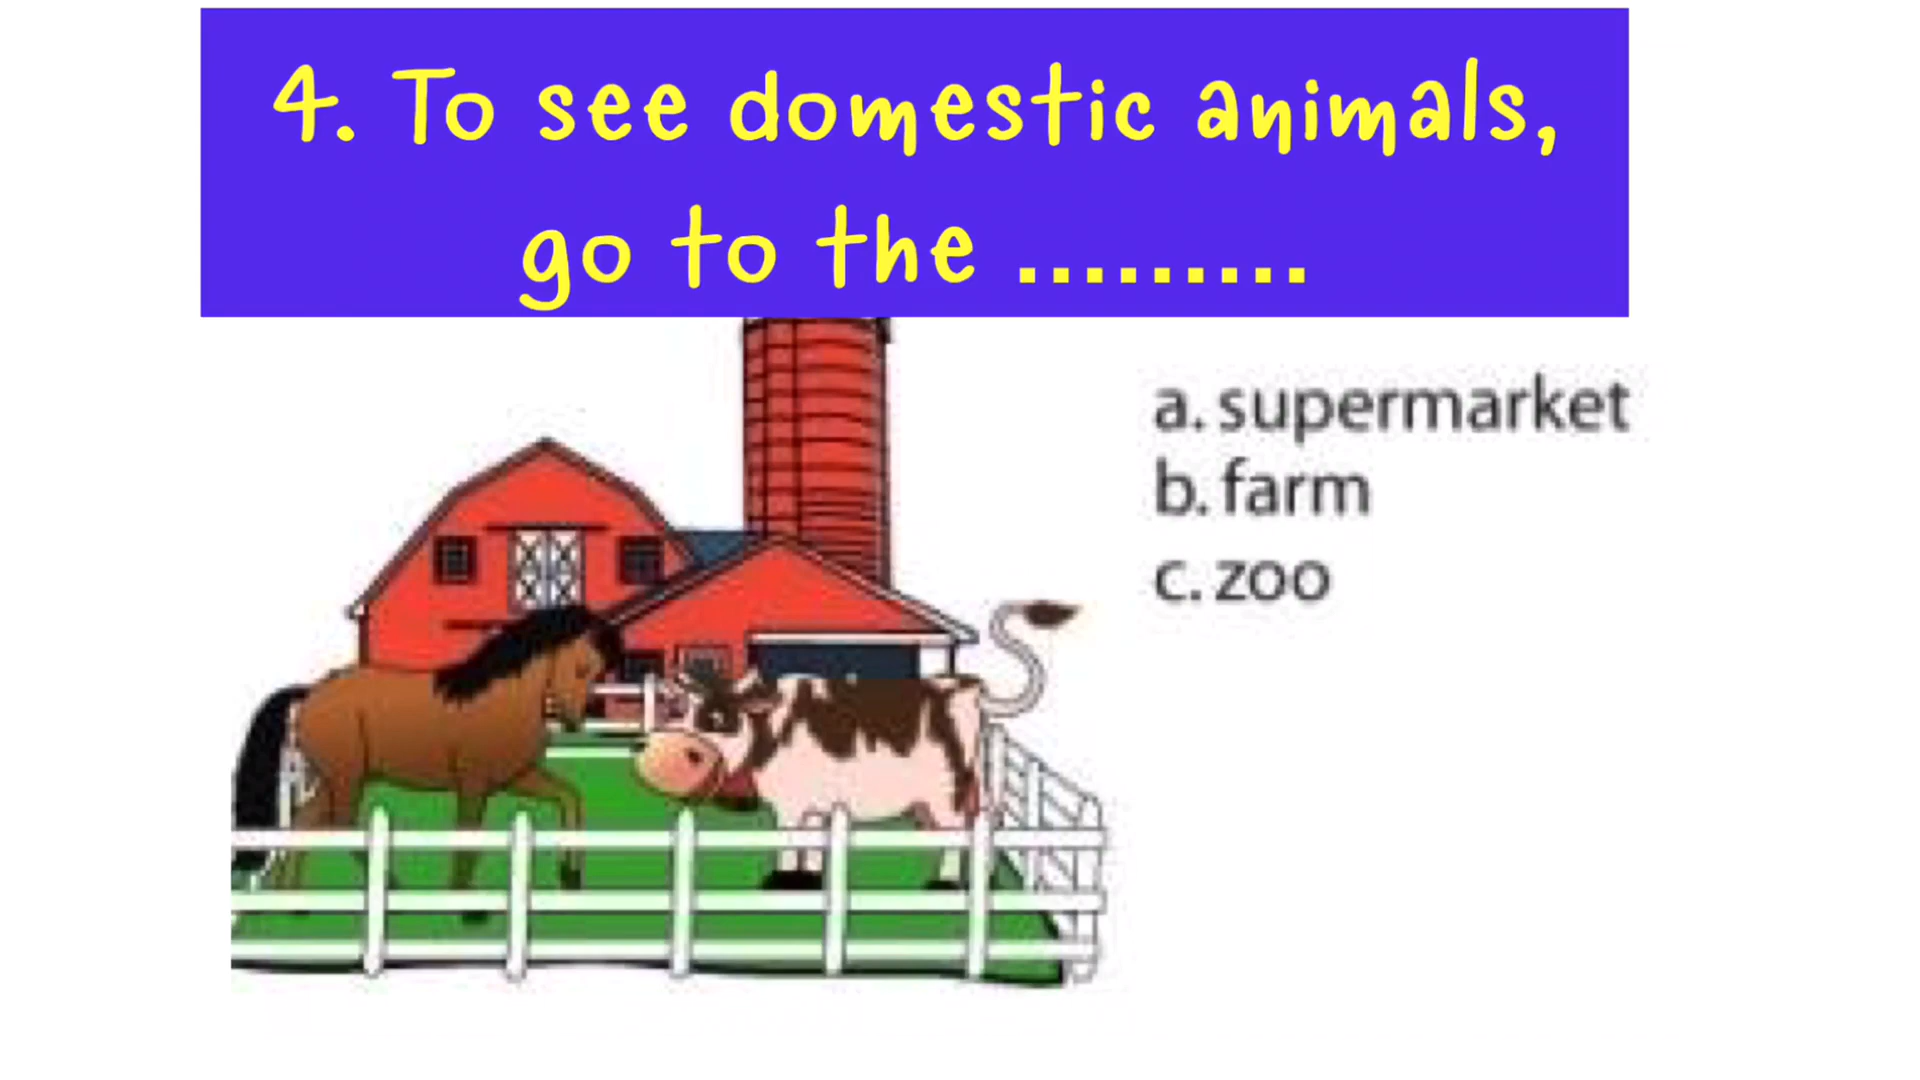 4. To see domestic animals,
go to the .........
a. supermarket
b. farm
c. zoo